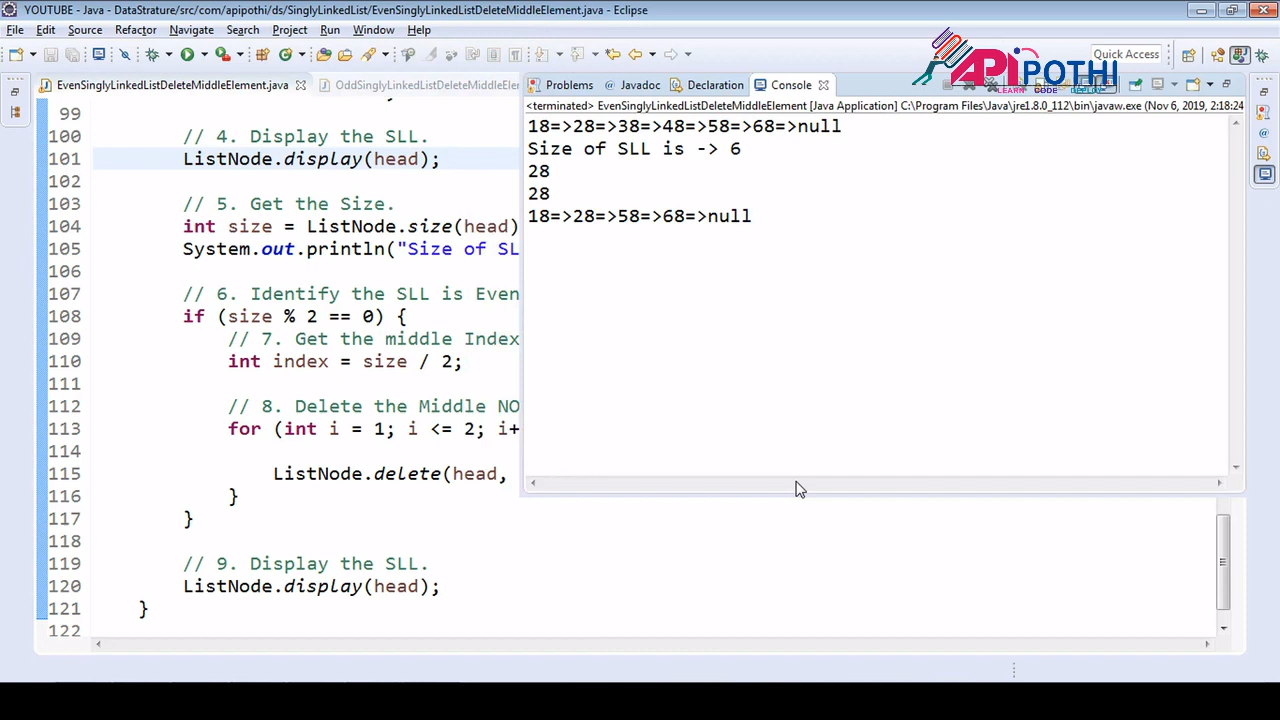 YOUTUBE - Java - DataStrature/src/com/apipothi/ds/SinglyLinkedList/EvenSinglyLinkedListDeleteMiddleElement.java - Eclipse
File Edit Source Refactor Navigate Search Project Run Window Help
Quick Access
APIPOTHI
LEARN CODE DEPLOY
EvenSinglyLinkedListDeleteMiddleElement.java
OddSinglyLinkedListDeleteMiddleEleme
Problems Javadoc Declaration Console
<terminated> EvenSinglyLinkedListDeleteMiddleElement [Java Application] C:\Program Files\Java\jre1.8.0_112\bin\javaw.exe (Nov 6, 2019, 2:18:24
18=>28=>38=>48=>58=>68=>null
Size of SLL is -> 6
28
28
18=>28=>58=>68=>null
99
100 // 4. Display the SLL.
101 ListNode.display(head);
102
103 // 5. Get the Size.
104 int size = ListNode.size(head)
105 System.out.println("Size of SL
106
107 // 6. Identify the SLL is Even
108 if (size % 2 == 0) {
109 // 7. Get the middle Index
110 int index = size / 2;
111
112 // 8. Delete the Middle NO
113 for (int i = 1; i <= 2; i+
114
115 ListNode.delete(head,
116 }
117 }
118
119 // 9. Display the SLL.
120 ListNode.display(head);
121 }
122